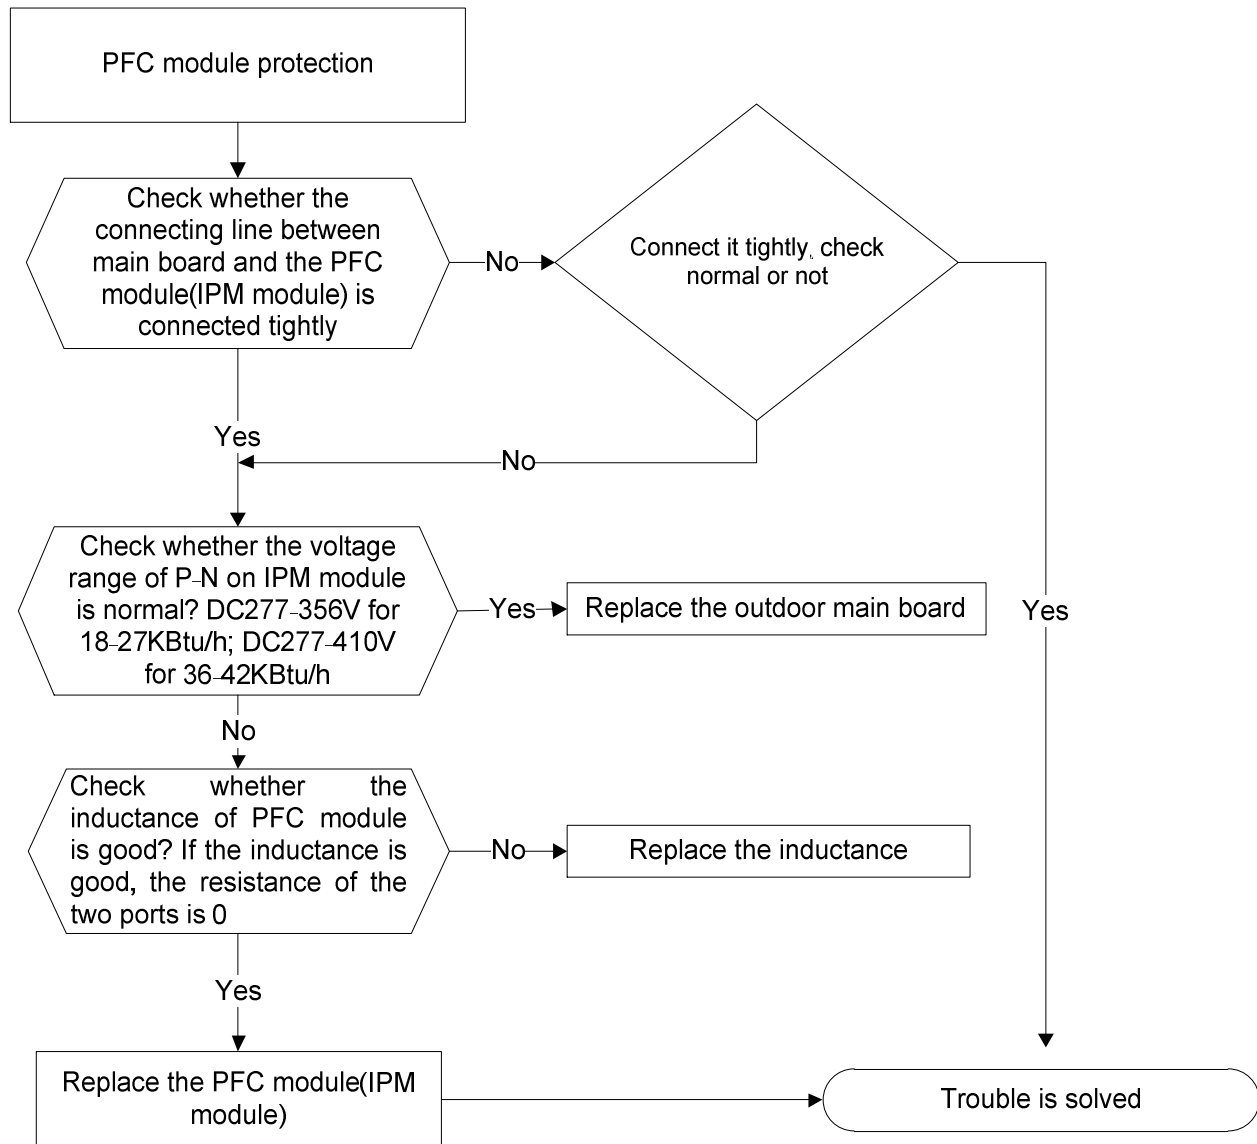 PFC module protection
Check whether the
connecting line between
main board and the PFC
module(IPM module) is
connected tightly
No
Connect it tightly, check
normal or not
Yes
No
Check whether the voltage
range of P-N on IPM module
is normal? DC277-356V for
18-27KBtu/h; DC277-410V
for 36-42KBtu/h
Yes
Replace the outdoor main board
Yes
No
Check whether the
inductance of PFC module
is good? If the inductance is
good, the resistance of the
two ports is 0
No
Replace the inductance
Yes
Replace the PFC module(IPM
module)
Trouble is solved